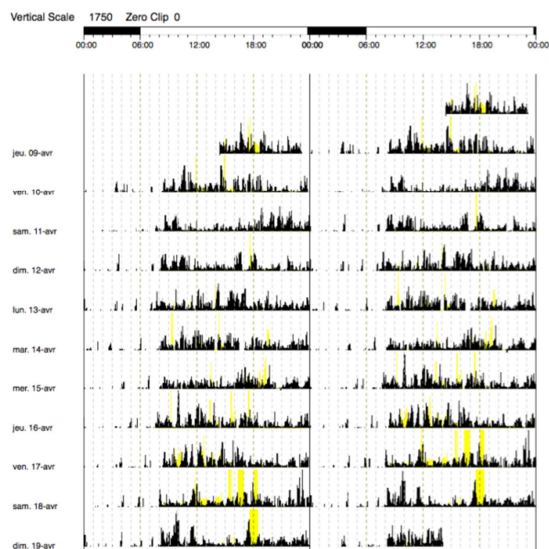 Vertical Scale 1750 Zero Clip 0
00:00 06:00 12:00 18:00 00:00 06:00 12:00 18:00 00:00
jeu. 09-avr
ven. 10-avr
sam. 11-avr
dim. 12-avr
lun. 13-avr
mar. 14-avr
mer. 15-avr
jeu. 16-avr
ven. 17-avr
sam. 18-avr
dim. 19-avr